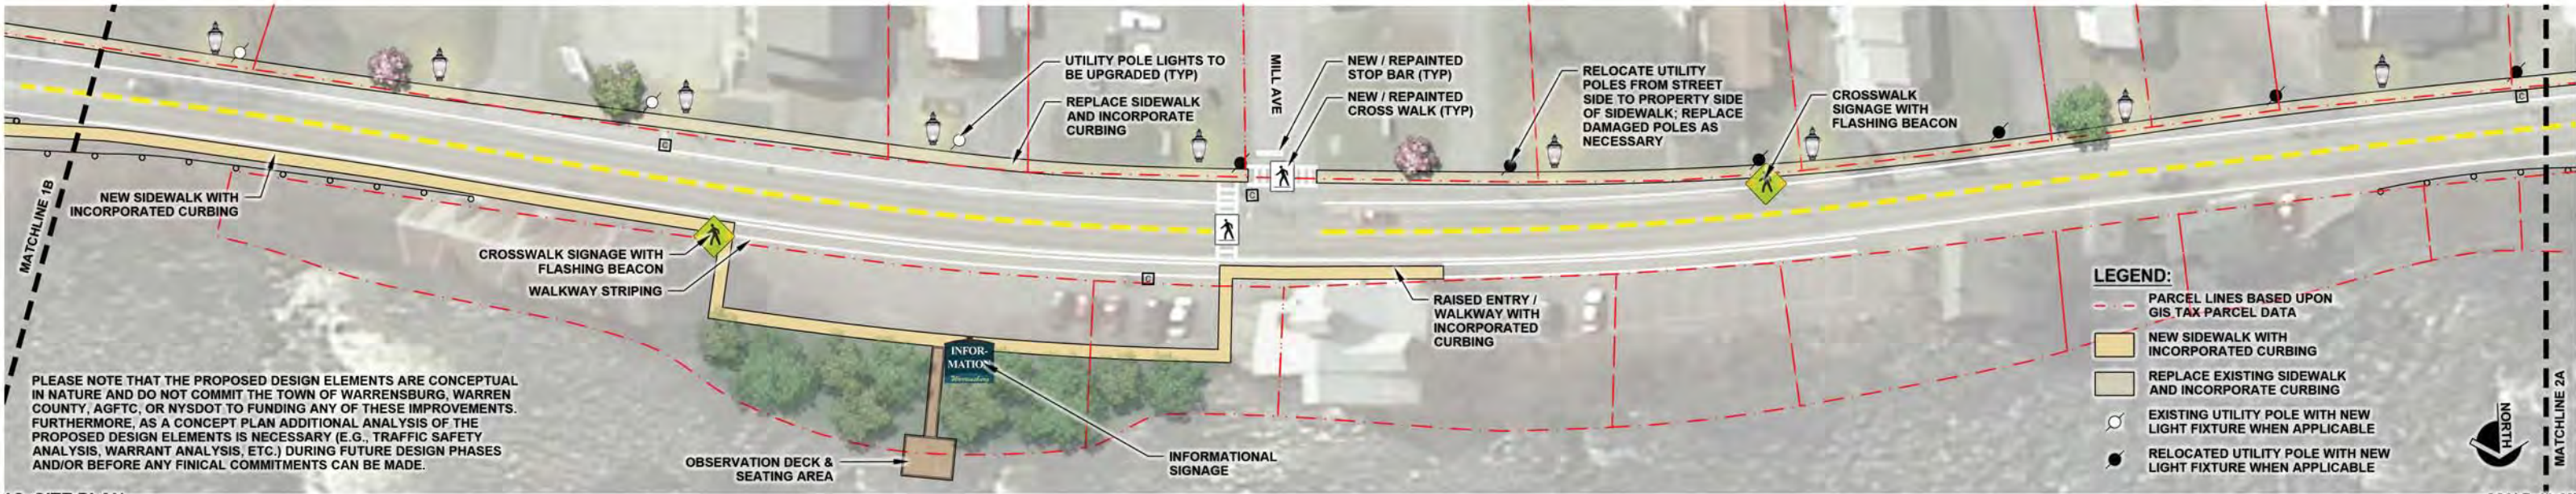 MATCHLINE 1B
NEW SIDEWALK WITH
INCORPORATED CURBING
CROSSWALK SIGNAGE WITH
FLASHING BEACON
WALKWAY STRIPING
UTILITY POLE LIGHTS TO
BE UPGRADED (TYP)
REPLACE SIDEWALK
AND INCORPORATE
CURBING
MILL AVE
NEW / REPAINTED
STOP BAR (TYP)
NEW / REPAINTED
CROSS WALK (TYP)
RELOCATE UTILITY
POLES FROM STREET
SIDE TO PROPERTY SIDE
OF SIDEWALK; REPLACE
DAMAGED POLES AS
NECESSARY
CROSSWALK
SIGNAGE WITH
FLASHING BEACON
C
C
C
C
RAISED ENTRY /
WALKWAY WITH
INCORPORATED
CURBING
INFOR-
MATION
Warrensburg
OBSERVATION DECK &
SEATING AREA
INFORMATIONAL
SIGNAGE
PLEASE NOTE THAT THE PROPOSED DESIGN ELEMENTS ARE CONCEPTUAL
IN NATURE AND DO NOT COMMIT THE TOWN OF WARRENSBURG, WARREN
COUNTY, AGFTC, OR NYSDOT TO FUNDING ANY OF THESE IMPROVEMENTS.
FURTHERMORE, AS A CONCEPT PLAN ADDITIONAL ANALYSIS OF THE
PROPOSED DESIGN ELEMENTS IS NECESSARY (E.G., TRAFFIC SAFETY
ANALYSIS, WARRANT ANALYSIS, ETC.) DURING FUTURE DESIGN PHASES
AND/OR BEFORE ANY FINICAL COMMITMENTS CAN BE MADE.
LEGEND:
PARCEL LINES BASED UPON
GIS TAX PARCEL DATA
NEW SIDEWALK WITH
INCORPORATED CURBING
REPLACE EXISTING SIDEWALK
AND INCORPORATE CURBING
EXISTING UTILITY POLE WITH NEW
LIGHT FIXTURE WHEN APPLICABLE
RELOCATED UTILITY POLE WITH NEW
LIGHT FIXTURE WHEN APPLICABLE
NORTH
MATCHLINE 2A